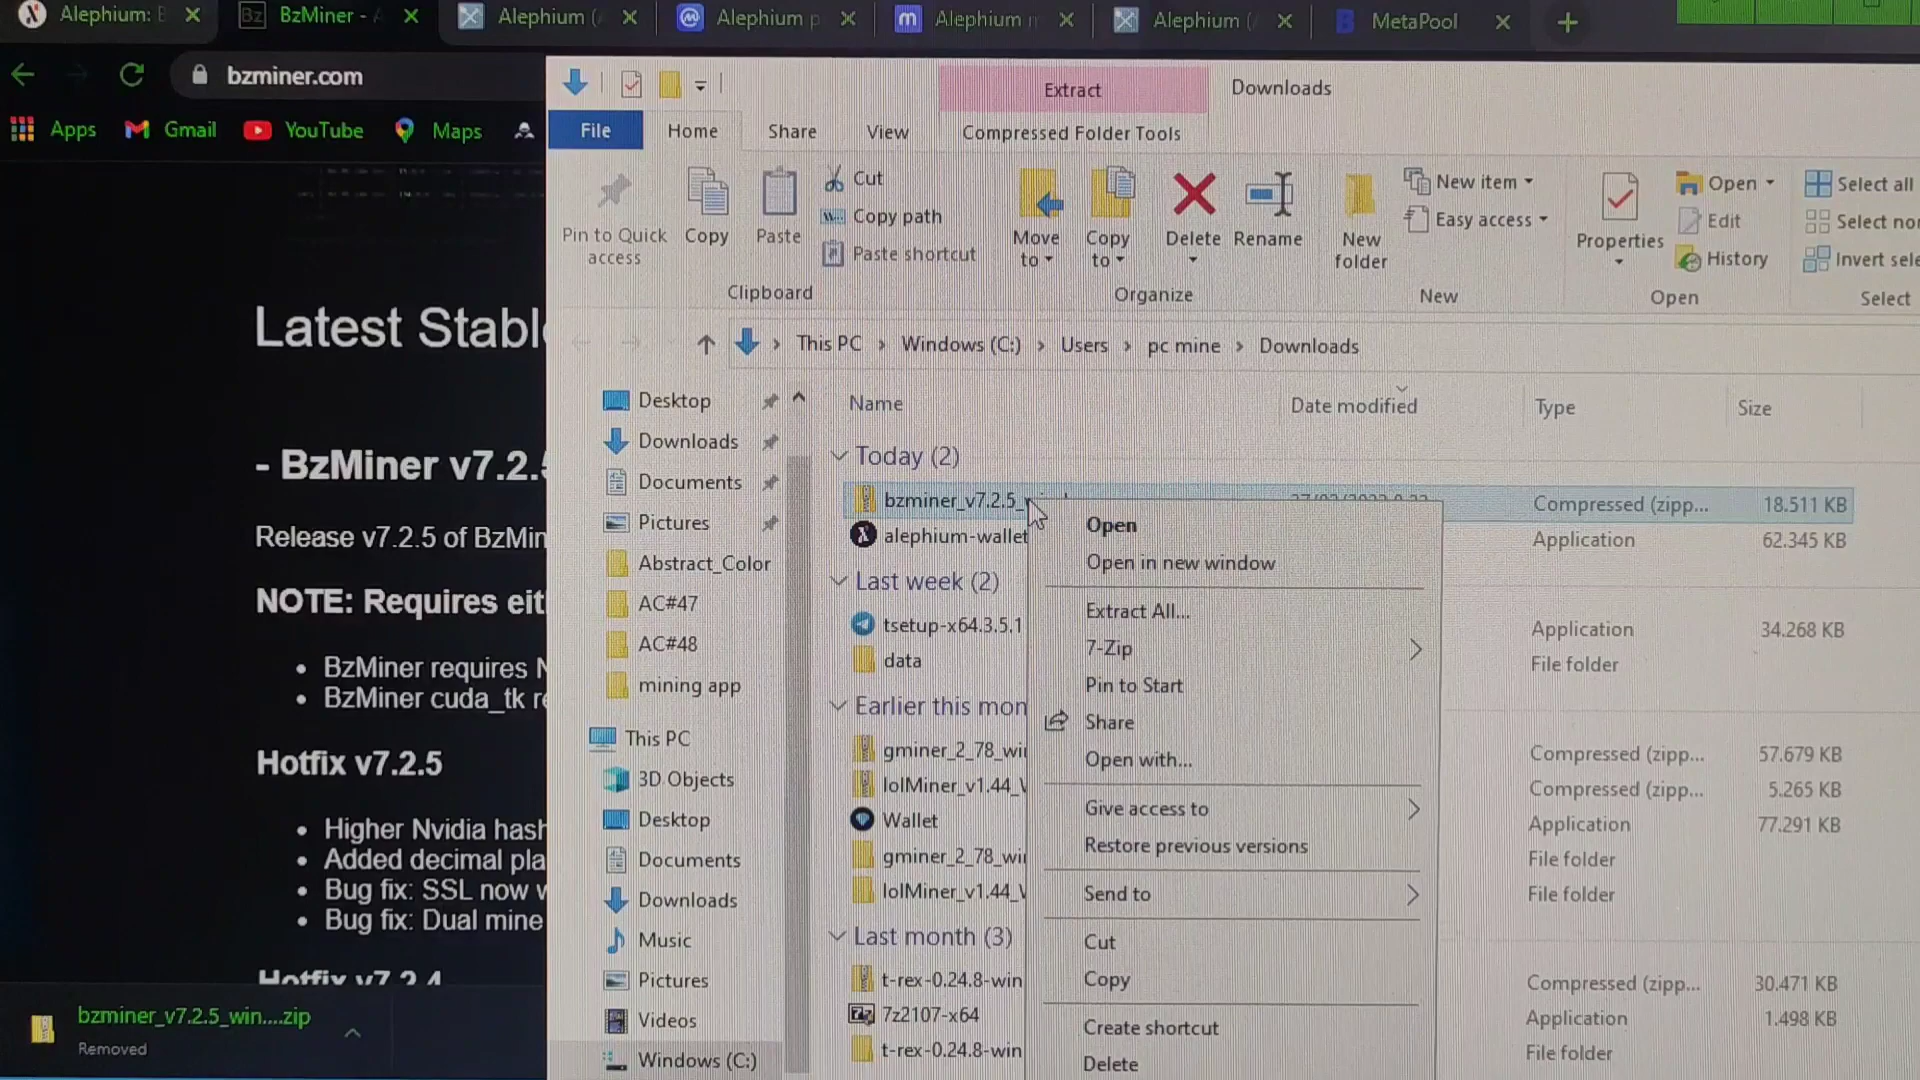 Alephium: B
BzMiner - A
Alephium (
Alephium p
Alephium m
Alephium (
MetaPool
bzminer.com
Apps
Gmail
YouTube
Maps
Latest Stable
- BzMiner v7.2.5
Release v7.2.5 of BzMin
NOTE: Requires eit
BzMiner requires N
BzMiner cuda_tk re
Hotfix v7.2.5
Higher Nvidia hash
Added decimal pla
Bug fix: SSL now w
Bug fix: Dual mine
Hotfix v7.2.4
bzminer_v7.2.5_win....zip
Removed
Extract
Downloads
File
Home
Share
View
Compressed Folder Tools
Pin to Quick
access
Copy
Paste
Cut
Copy path
Paste shortcut
Clipboard
Move
to
Copy
to
Delete
Rename
Organize
New
folder
New item
Easy access
New
Properties
Open
Edit
History
Open
Select all
Select non
Invert sele
Select
This PC
Windows (C:)
Users
pc mine
Downloads
Desktop
Downloads
Documents
Pictures
Abstract_Color
AC#47
AC#48
mining app
This PC
3D Objects
Desktop
Documents
Downloads
Music
Pictures
Videos
Windows (C:)
Name
Date modified
Type
Size
Today (2)
bzminer_v7.2.5_
Compressed (zipp...
18.511 KB
alephium-wallet
Application
62.345 KB
Last week (2)
tsetup-x64.3.5.1
Application
34.268 KB
data
File folder
Earlier this mon
gminer_2_78_wi
Compressed (zipp...
57.679 KB
lolMiner_v1.44_
Compressed (zipp...
5.265 KB
Wallet
Application
77.291 KB
gminer_2_78_wi
File folder
lolMiner_v1.44_
File folder
Last month (3)
t-rex-0.24.8-win
Compressed (zipp...
30.471 KB
7z2107-x64
Application
1.498 KB
t-rex-0.24.8-win
File folder
Open
Open in new window
Extract All...
7-Zip
Pin to Start
Share
Open with...
Give access to
Restore previous versions
Send to
Cut
Copy
Create shortcut
Delete